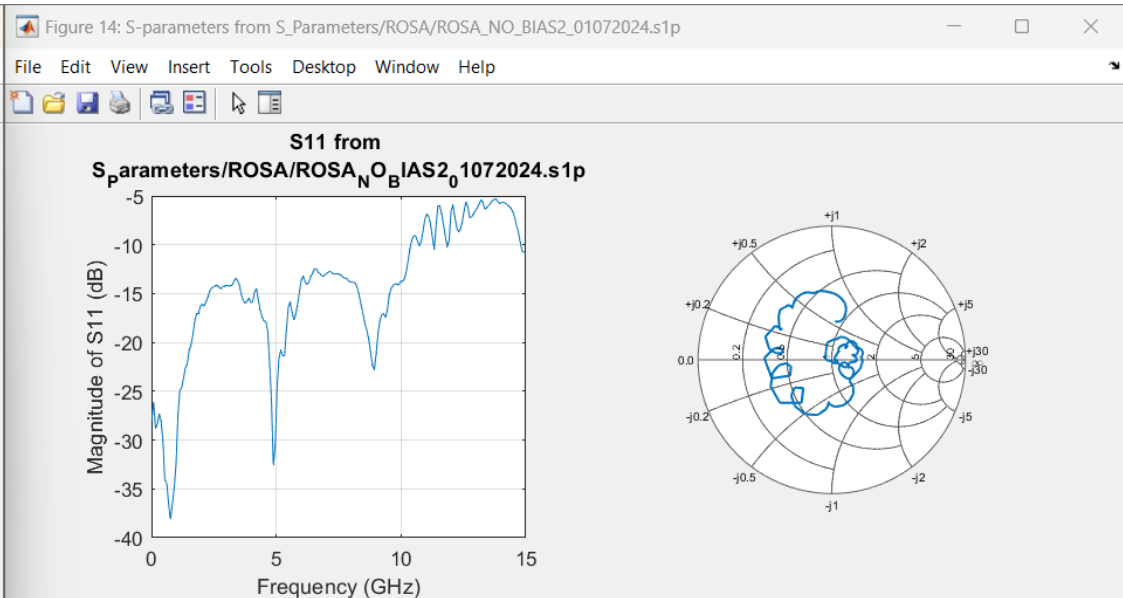 Figure 14: S-parameters from S_Parameters/ROSA/ROSA_NO_BIAS2_01072024.s1p
File Edit View Insert Tools Desktop Window Help
S11 from
SParameters/ROSA/ROSANOBIAS201072024.s1p
Magnitude of S11 (dB)
-5
-10
-15
-20
-25
-30
-35
-40
0 5 10 15
Frequency (GHz)
+j1
+j0.5 +j2
+j0.2 +j5
0.0 0.2 0.5 1 2 5 30 +j30
-j30
-j0.2 -j5
-j0.5 -j2
-j1